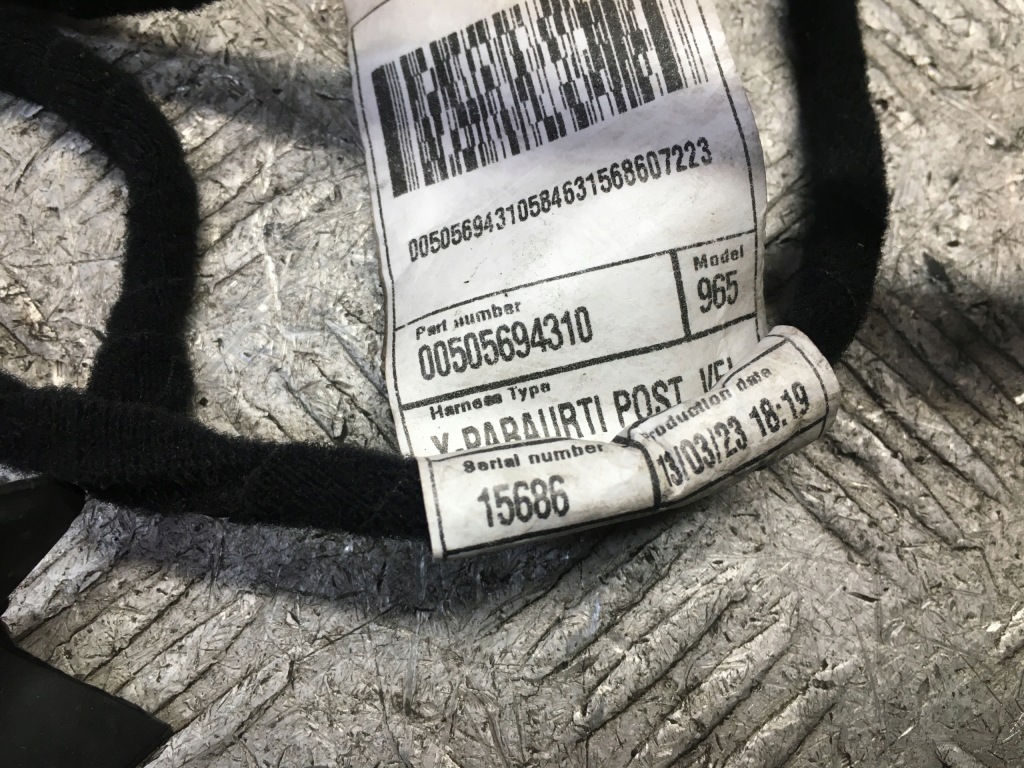 00505694310584631568607223
Part number
00505694310
Model
965
Harness Type
X-PARAURTI POST
Serial number
15686
Production date
13/03/23 18:19